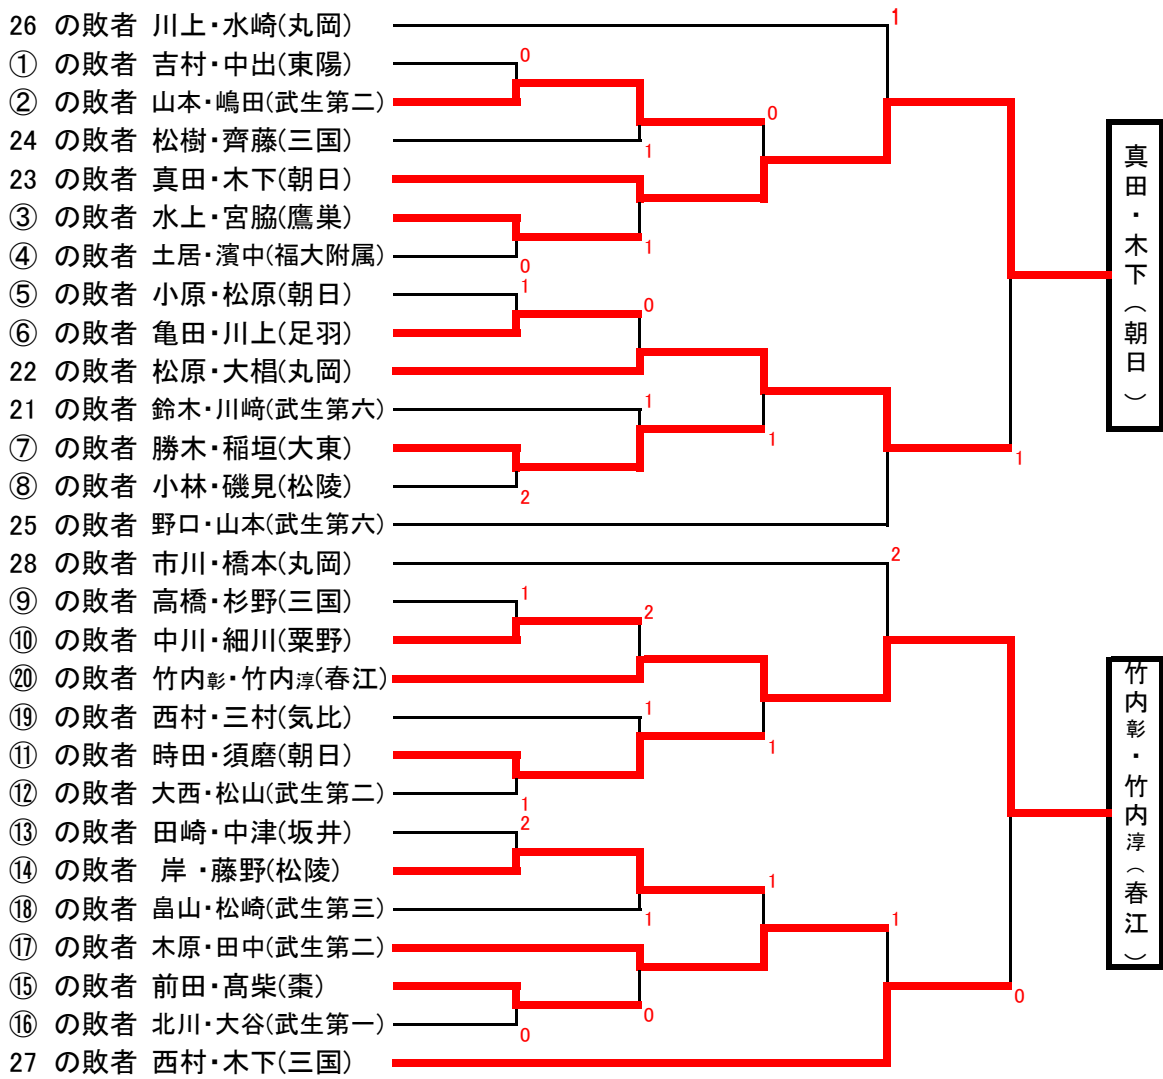 26 の敗者 川上・水崎(丸岡)
① の敗者 吉村・中出(東陽)
② の敗者 山本・嶋田(武生第二)
24 の敗者 松樹・齊藤(三国)
23 の敗者 真田・木下(朝日)
③ の敗者 水上・宮脇(鷹巣)
④ の敗者 土居・濱中(福大附属)
⑤ の敗者 小原・松原(朝日)
⑥ の敗者 亀田・川上(足羽)
22 の敗者 松原・大椙(丸岡)
21 の敗者 鈴木・川﨑(武生第六)
⑦ の敗者 勝木・稲垣(大東)
⑧ の敗者 小林・磯見(松陵)
25 の敗者 野口・山本(武生第六)
28 の敗者 市川・橋本(丸岡)
⑨ の敗者 高橋・杉野(三国)
⑩ の敗者 中川・細川(粟野)
⑳ の敗者 竹内彰・竹内淳(春江)
⑲ の敗者 西村・三村(気比)
⑪ の敗者 時田・須磨(朝日)
⑫ の敗者 大西・松山(武生第二)
⑬ の敗者 田崎・中津(坂井)
⑭ の敗者 岸・藤野(松陵)
⑱ の敗者 畠山・松崎(武生第三)
⑰ の敗者 木原・田中(武生第二)
⑮ の敗者 前田・髙柴(棗)
⑯ の敗者 北川・大谷(武生第一)
27 の敗者 西村・木下(三国)
0
0
1
1
2
1
1
2
0
1
1
0
1
1
2
1
1
0
0
1
1
1
1
2
1
1
0
真田・木下(朝日)
竹内彰・竹内淳(春江)